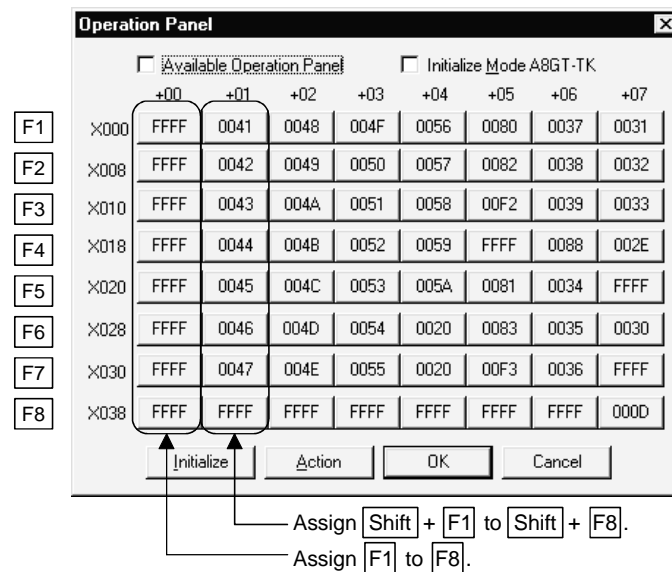 Operation Panel
Available Operation Panel Initialize Mode A8GT-TK
+00 +01 +02 +03 +04 +05 +06 +07
F1 X000 FFFF 0041 0048 004F 0056 0080 0037 0031
F2 X008 FFFF 0042 0049 0050 0057 0082 0038 0032
F3 X010 FFFF 0043 004A 0051 0058 00F2 0039 0033
F4 X018 FFFF 0044 004B 0052 0059 FFFF 0088 002E
F5 X020 FFFF 0045 004C 0053 005A 0081 0034 FFFF
F6 X028 FFFF 0046 004D 0054 0020 0083 0035 0030
F7 X030 FFFF 0047 004E 0055 0020 00F3 0036 FFFF
F8 X038 FFFF FFFF FFFF FFFF FFFF FFFF FFFF 000D
Initialize Action OK Cancel
Assign Shift + F1 to Shift + F8.
Assign F1 to F8.